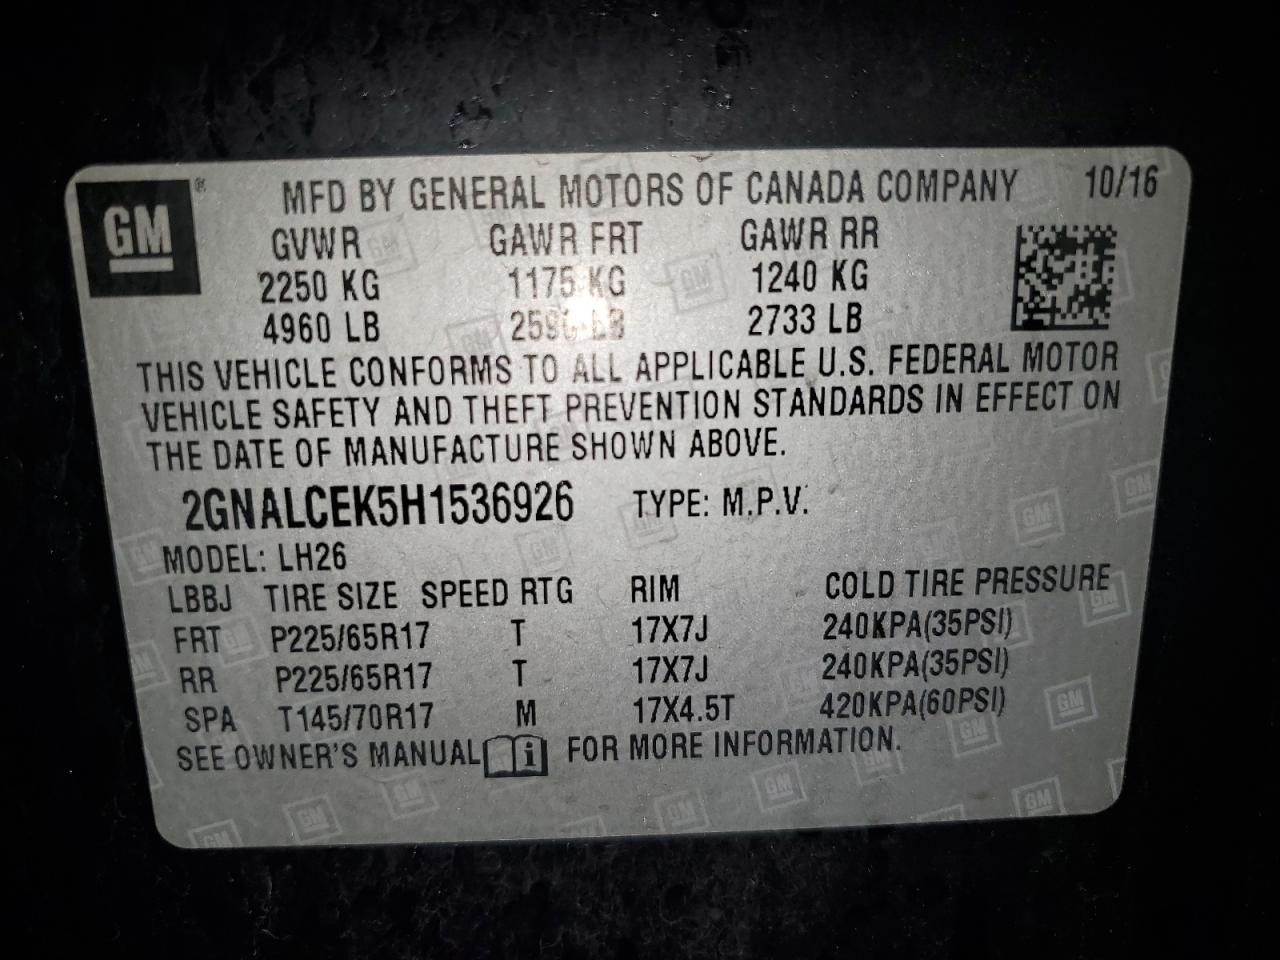 GM®
MFD BY GENERAL MOTORS OF CANADA COMPANY 10/16
GVWR GAWR FRT GAWR RR
2250 KG 1175 KG 1240 KG
4960 LB 2590 LB 2733 LB
THIS VEHICLE CONFORMS TO ALL APPLICABLE U.S. FEDERAL MOTOR
VEHICLE SAFETY AND THEFT PREVENTION STANDARDS IN EFFECT ON
THE DATE OF MANUFACTURE SHOWN ABOVE.
2GNALCEK5H1536926 TYPE: M.P.V.
MODEL: LH26
LBBJ TIRE SIZE SPEED RTG RIM COLD TIRE PRESSURE
FRT P225/65R17 T 17X7J 240KPA(35PSI)
RR P225/65R17 T 17X7J 240KPA(35PSI)
SPA T145/70R17 M 17X4.5T 420KPA(60PSI)
SEE OWNER'S MANUAL i FOR MORE INFORMATION.